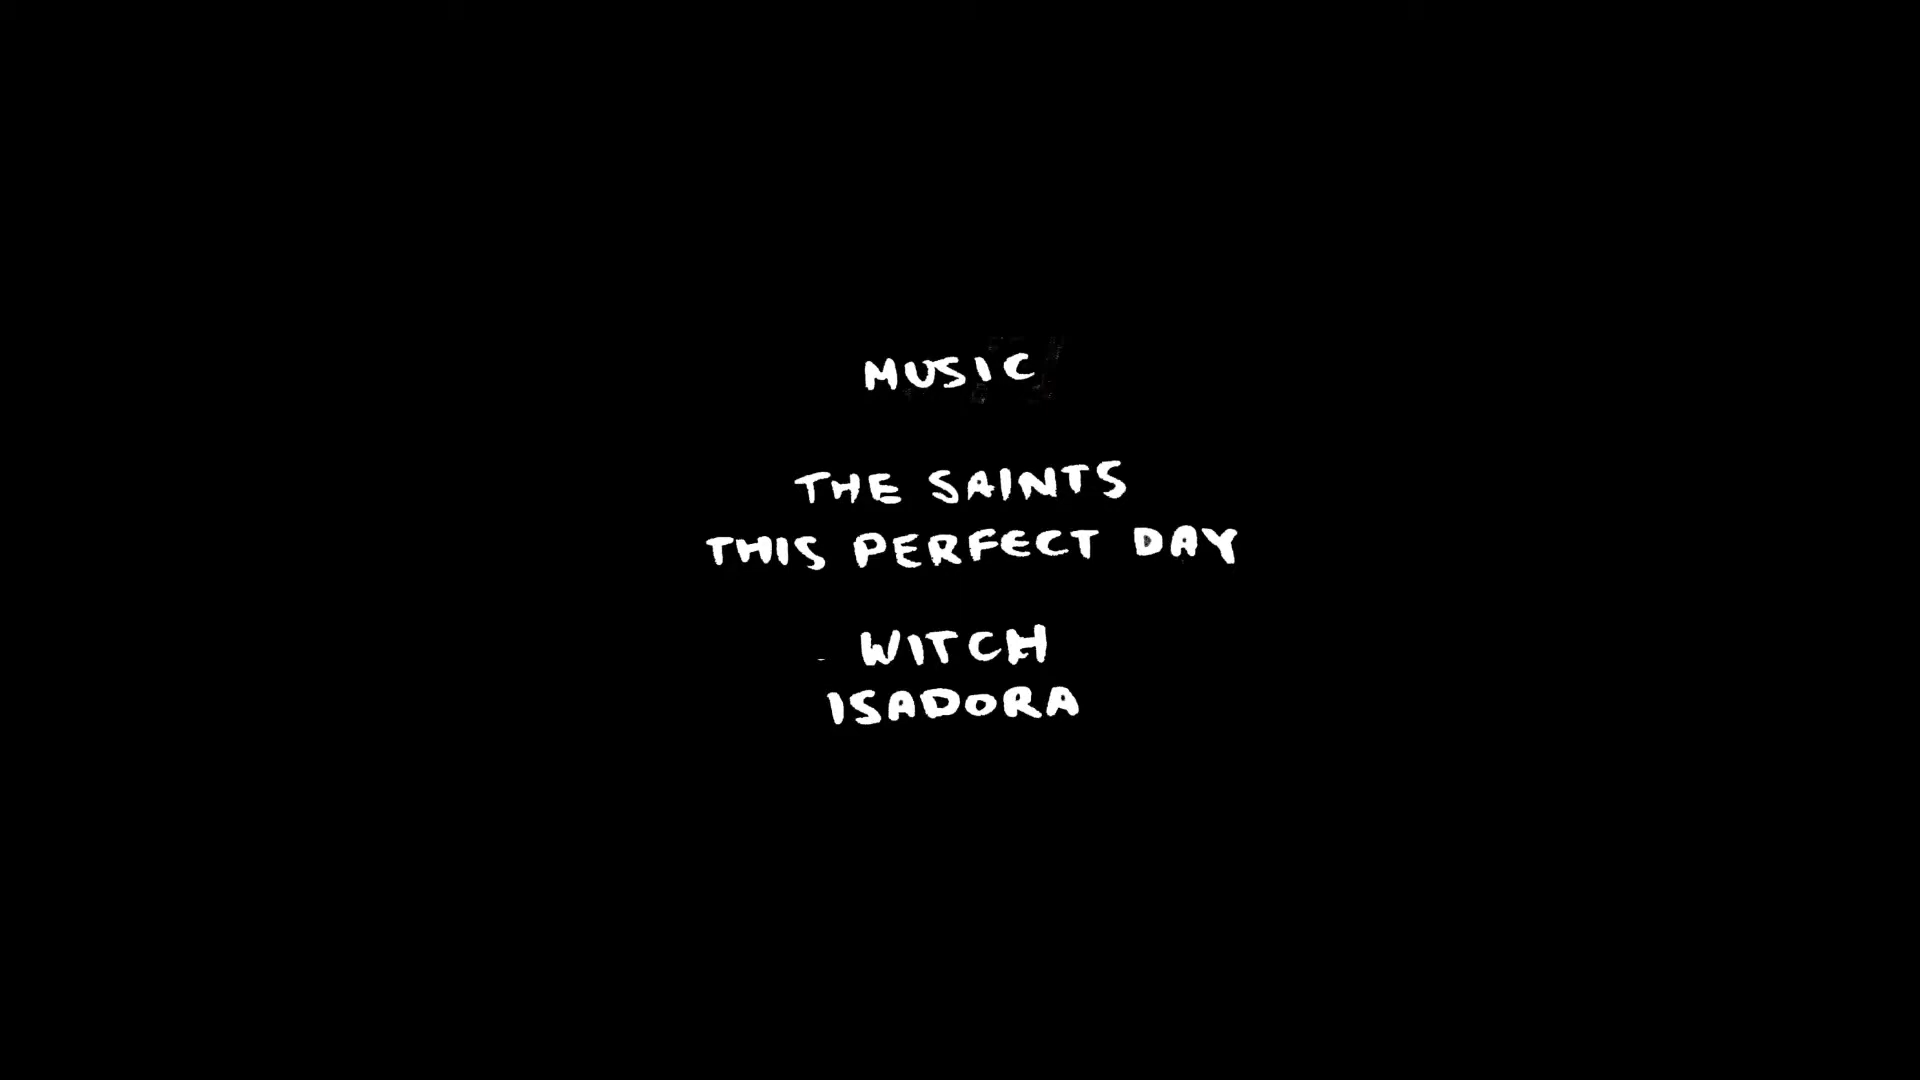 MUSIC
THE SAINTS
THIS PERFECT DAY
WITCH
ISADORA